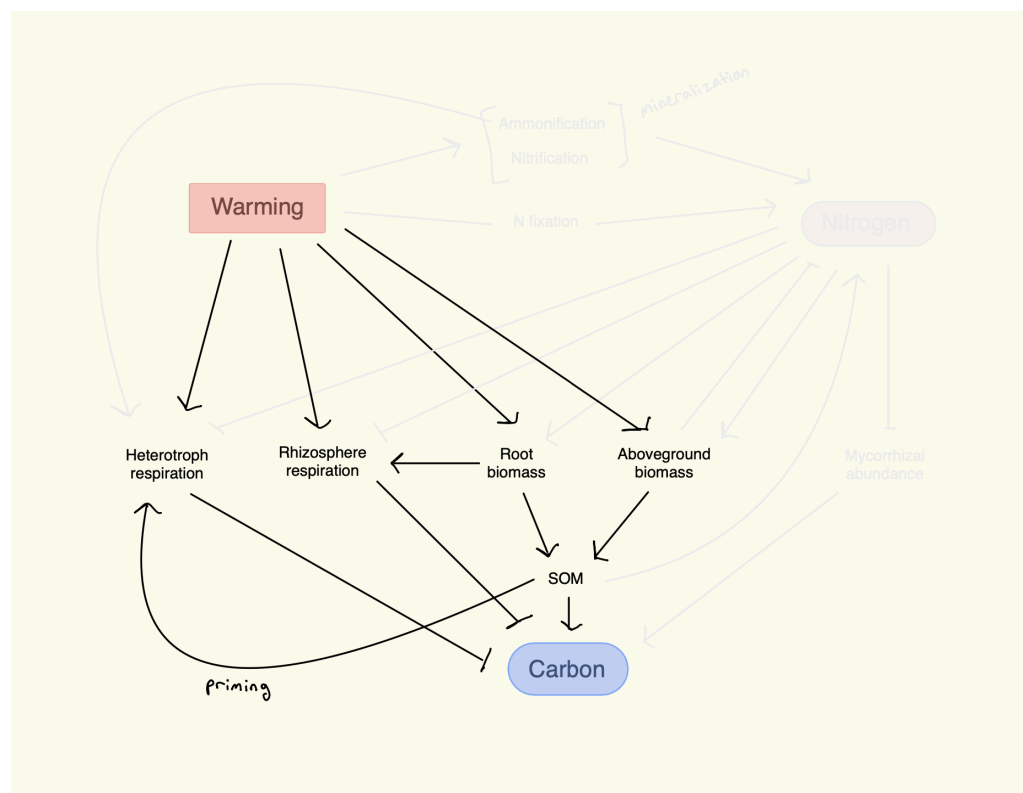 mineralization
Ammonification
Nitrification
Warming
N fixation
Nitrogen
Heterotroph
respiration
Rhizosphere
respiration
Root
biomass
Aboveground
biomass
Mycorrhizal
abundance
SOM
Carbon
priming